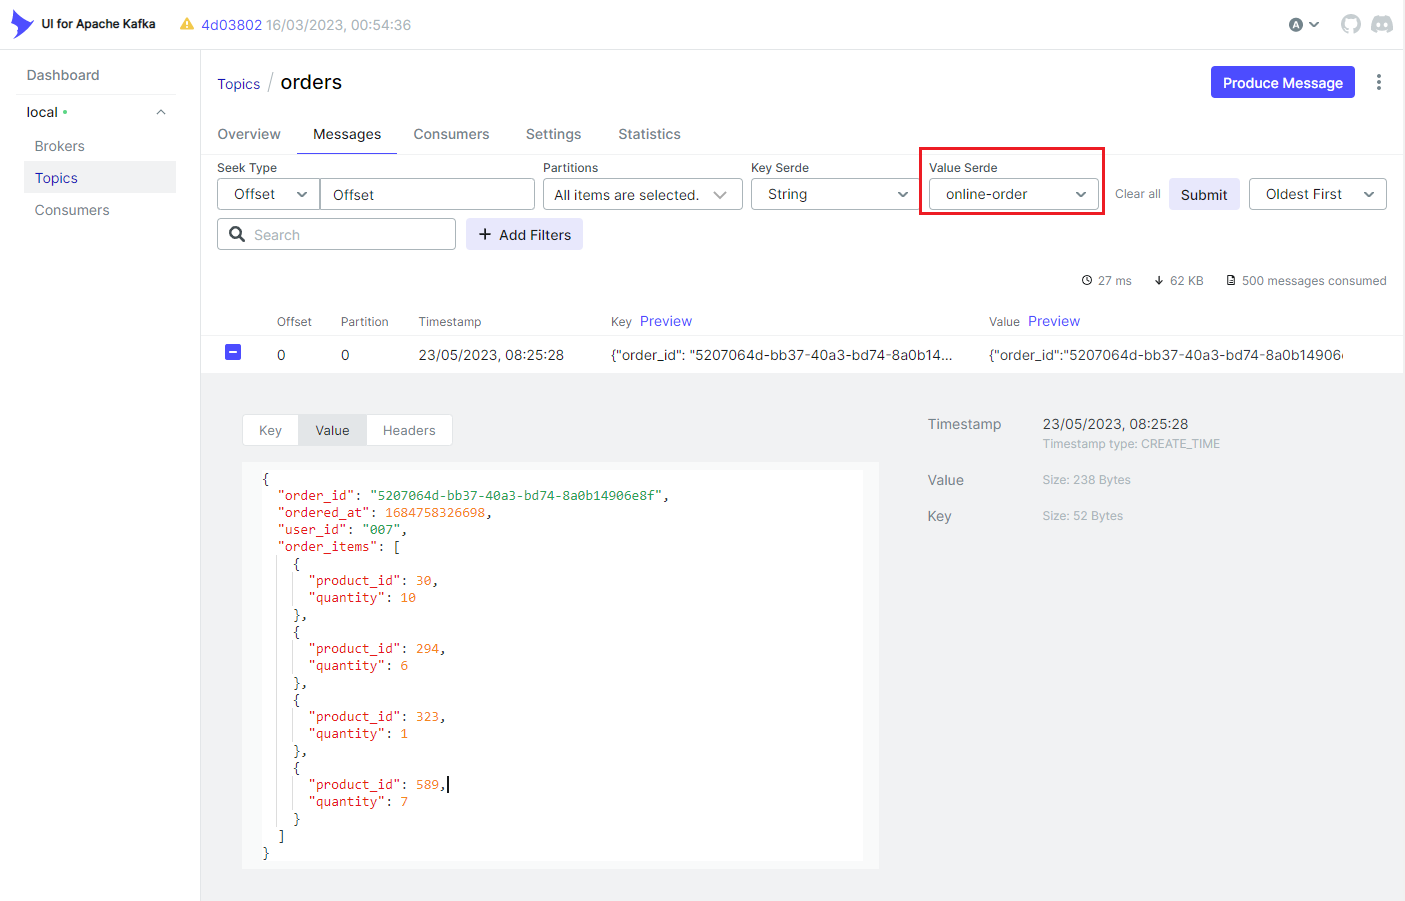 UI for Apache Kafka 4d03802 16/03/2023, 00:54:36 A
Dashboard
local
Brokers
Topics
Consumers
Topics / orders
Produce Message
Overview Messages Consumers Settings Statistics
Seek Type Partitions Key Serde Value Serde
Offset Offset All items are selected. String online-order Clear all Submit Oldest First
Search + Add Filters
27 ms 62 KB 500 messages consumed
Offset Partition Timestamp Key Preview Value Preview
0 0 23/05/2023, 08:25:28 {"order_id": "5207064d-bb37-40a3-bd74-8a0b14... {"order_id":"5207064d-bb37-40a3-bd74-8a0b14906
Key Value Headers
{
"order_id": "5207064d-bb37-40a3-bd74-8a0b14906e8f",
"ordered_at": 1684758326698,
"user_id": "007",
"order_items": [
{
"product_id": 30,
"quantity": 10
},
{
"product_id": 294,
"quantity": 6
},
{
"product_id": 323,
"quantity": 1
},
{
"product_id": 589,
"quantity": 7
}
]
}
Timestamp 23/05/2023, 08:25:28
Timestamp type: CREATE_TIME
Value Size: 238 Bytes
Key Size: 52 Bytes